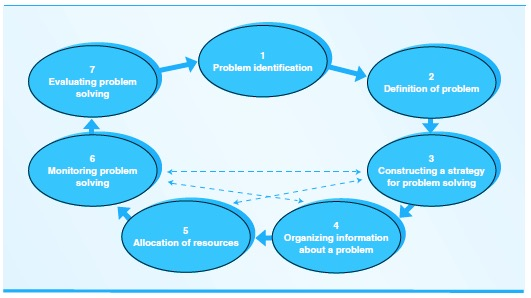 1
Problem identification
2
Definition of problem
3
Constructing a strategy
for problem solving
4
Organizing information
about a problem
5
Allocation of resources
6
Monitoring problem
solving
7
Evaluating problem
solving